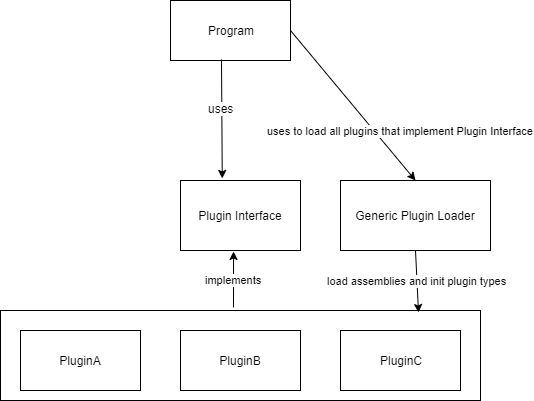 Program
uses
uses to load all plugins that implement Plugin Interface
Plugin Interface
Generic Plugin Loader
implements
load assemblies and init plugin types
PluginA
PluginB
PluginC